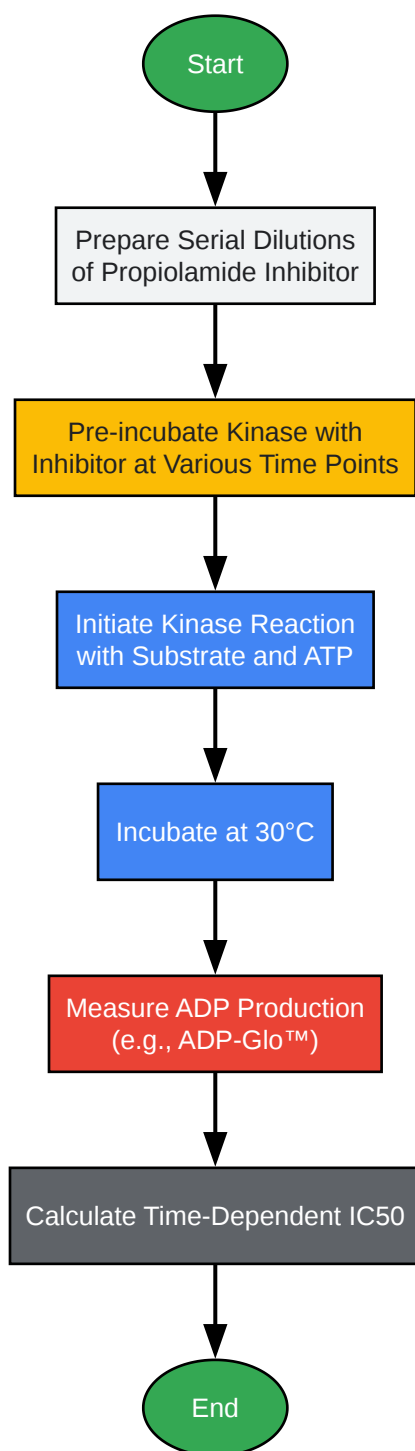 Start
Prepare Serial Dilutions
of Propiolamide Inhibitor
Pre-incubate Kinase with
Inhibitor at Various Time Points
Initiate Kinase Reaction
with Substrate and ATP
Incubate at 30°C
Measure ADP Production
(e.g., ADP-Glo™)
Calculate Time-Dependent IC50
End